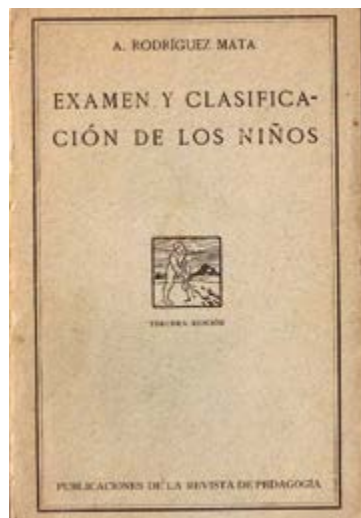 A. RODRÍGUEZ MATA
EXAMEN Y CLASIFICA-
CIÓN DE LOS NIÑOS
TERCERA EDICIÓN
PUBLICACIONES DE LA REVISTA DE PEDAGOGÍA